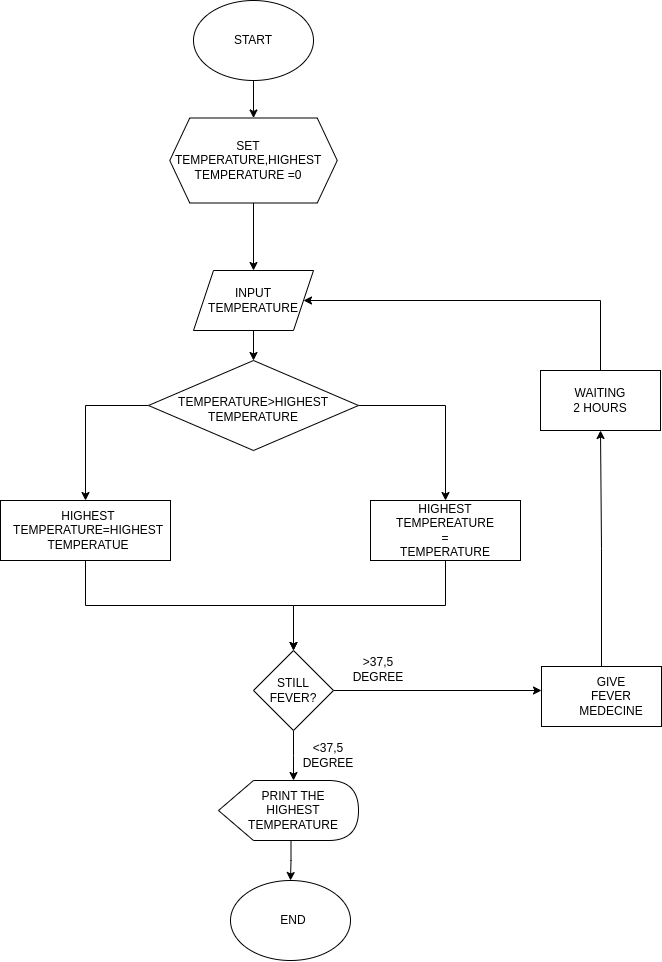 START
SET
TEMPERATURE,HIGHEST
TEMPERATURE =0
INPUT
TEMPERATURE
TEMPERATURE>HIGHEST
TEMPERATURE
WAITING
2 HOURS
HIGHEST
TEMPERATURE=HIGHEST
TEMPERATUE
HIGHEST
TEMPEREATURE
=
TEMPERATURE
STILL
FEVER?
>37,5
DEGREE
GIVE
FEVER
MEDECINE
<37,5
DEGREE
PRINT THE
HIGHEST
TEMPERATURE
END